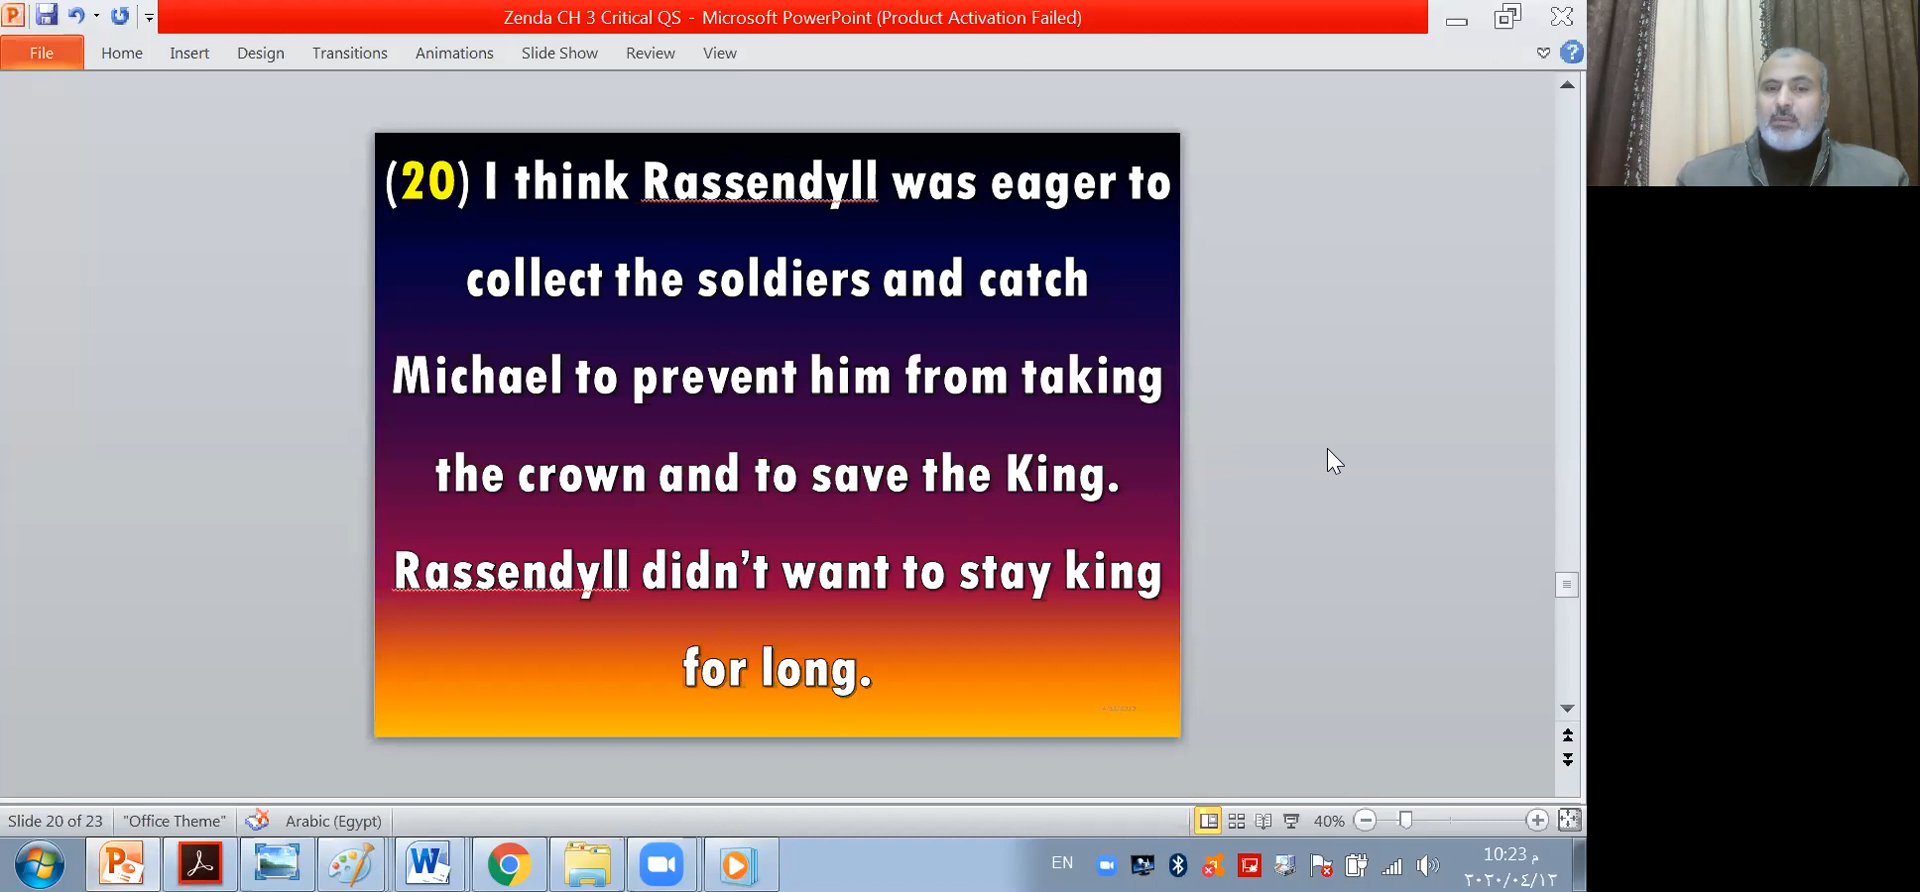 Zenda CH 3 Critical QS - Microsoft PowerPoint (Product Activation Failed)
File Home Insert Design Transitions Animations Slide Show Review View
(20) I think Rassendyll was eager to
collect the soldiers and catch
Michael to prevent him from taking
the crown and to save the King.
Rassendyll didn't want to stay king
for long.
Slide 20 of 23 "Office Theme" Arabic (Egypt) 40%
EN 10:23 م
٢٠٢٠/٠٤/١٢